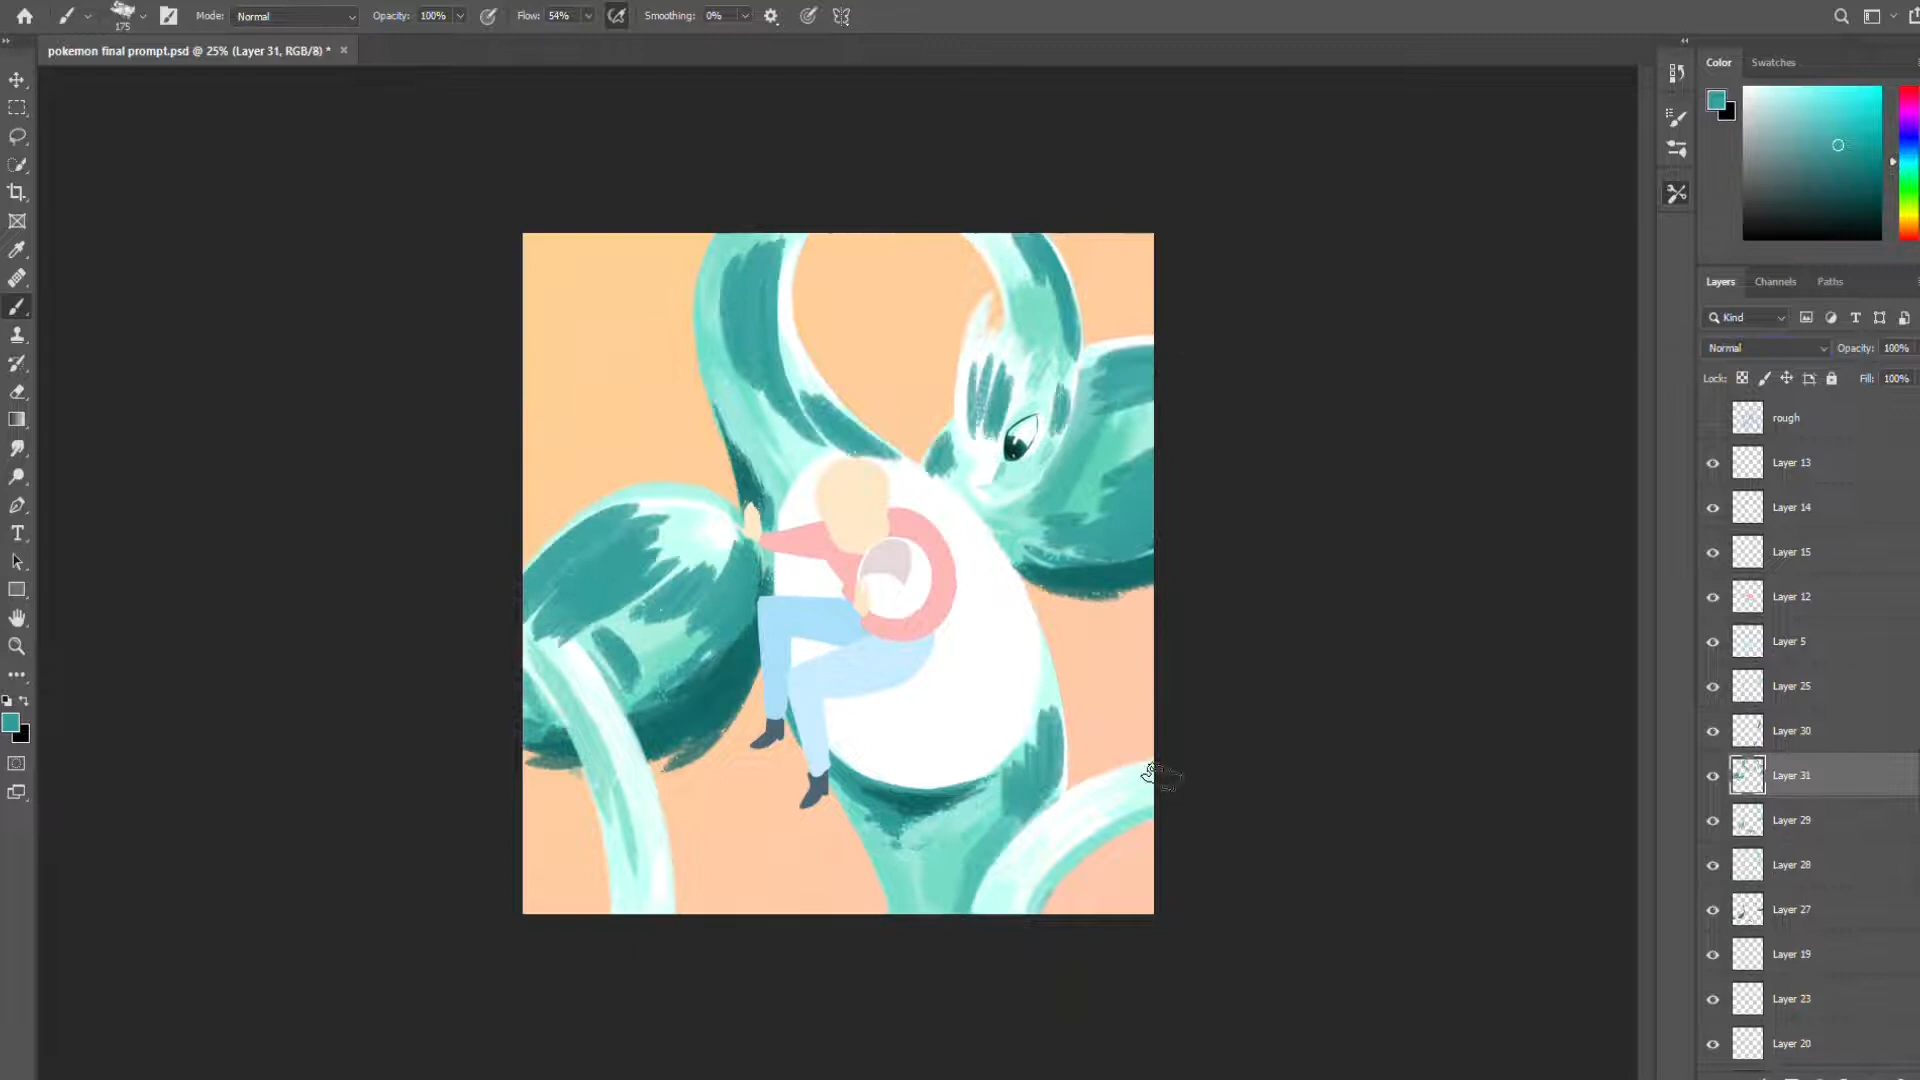 175
Mode: Normal
Opacity: 100%
Flow: 54%
Smoothing: 0%
pokemon final prompt.psd @ 25% (Layer 31, RGB/8) *
Color
Swatches
Layers
Channels
Paths
Kind
Normal
Opacity: 100%
Lock:
Fill: 100%
rough
Layer 13
Layer 14
Layer 15
Layer 12
Layer 5
Layer 25
Layer 30
Layer 31
Layer 29
Layer 28
Layer 27
Layer 19
Layer 23
Layer 20